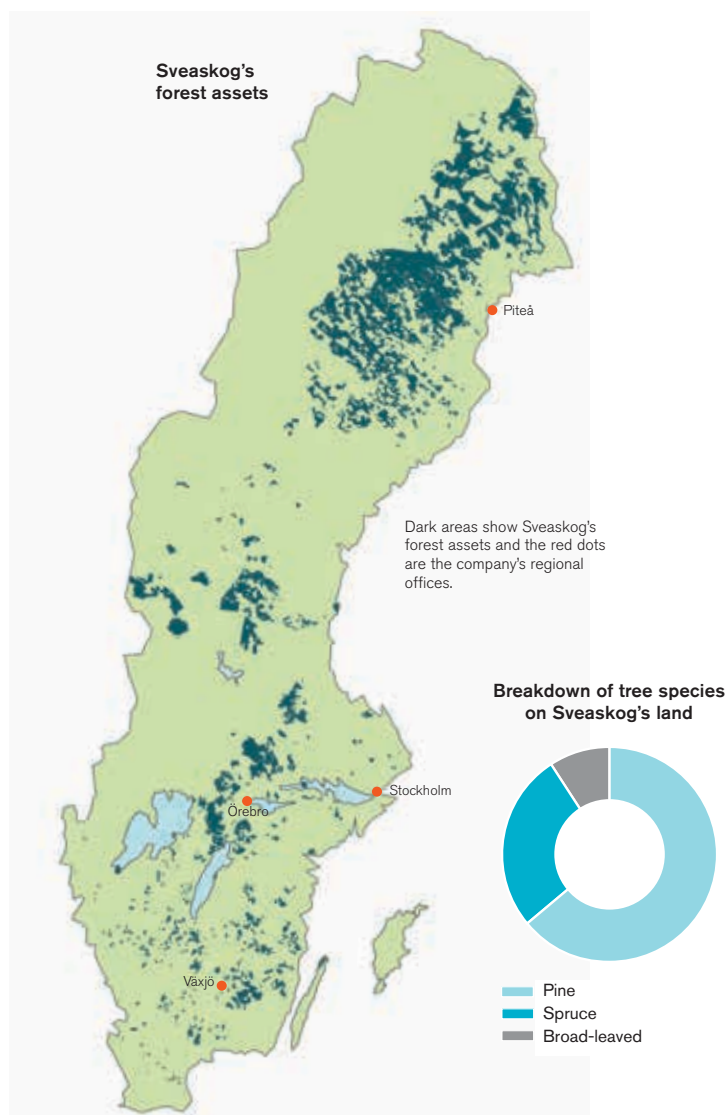 Sveaskog's
forest assets
Piteå
Dark areas show Sveaskog's
forest assets and the red dots
are the company's regional
offices.
Breakdown of tree species
on Sveaskog's land
Stockholm
Örebro
Växjö
Pine
Spruce
Broad-leaved